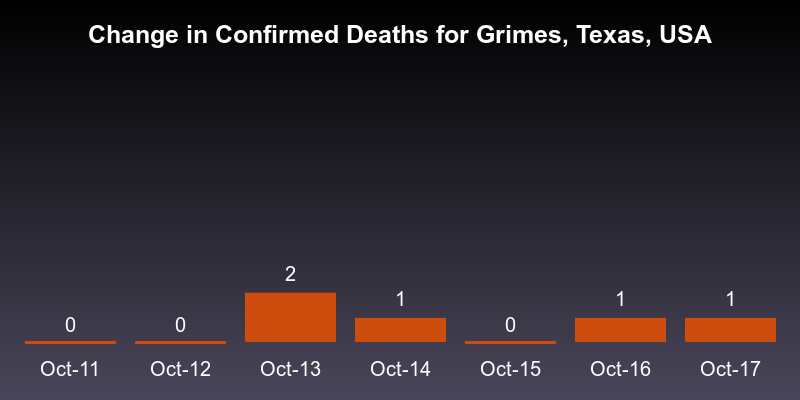 Change in Confirmed Deaths for Grimes, Texas, USA
0 0 2 1 0 1 1
Oct-11 Oct-12 Oct-13 Oct-14 Oct-15 Oct-16 Oct-17